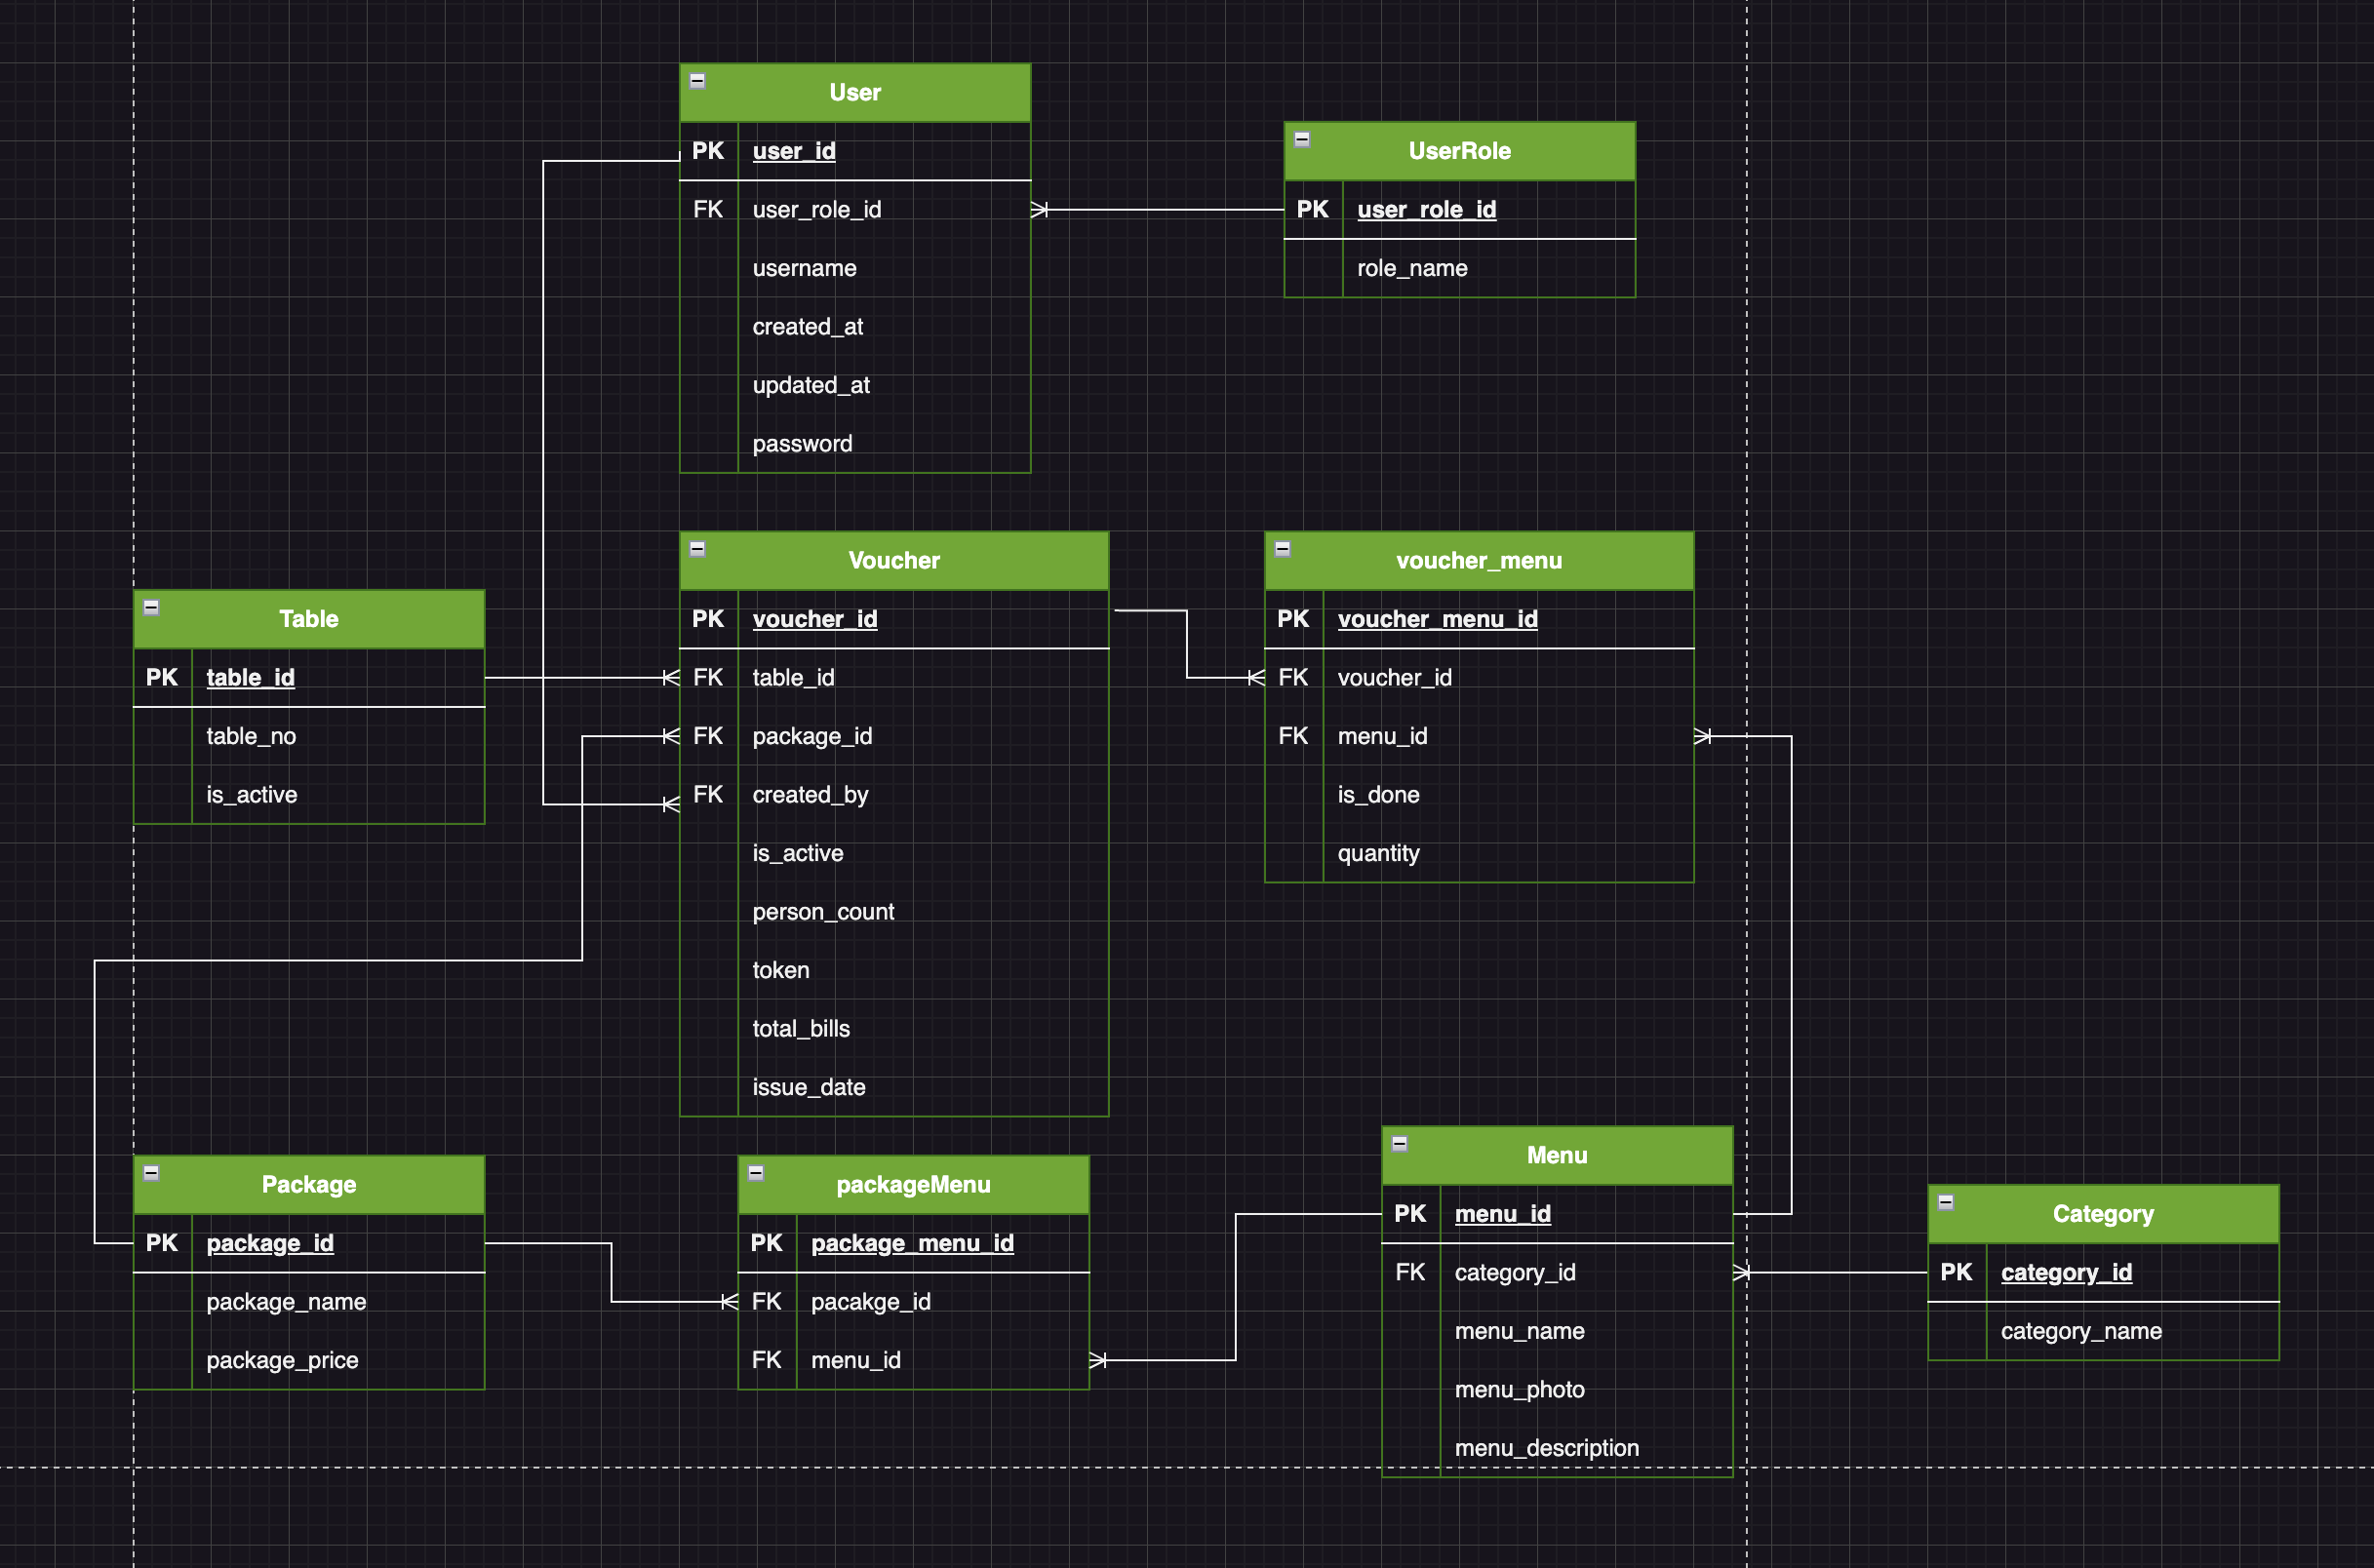 User
PK user_id
FK user_role_id
username
created_at
updated_at
password
UserRole
PK user_role_id
role_name
Table
PK table_id
table_no
is_active
Voucher
PK voucher_id
FK table_id
FK package_id
FK created_by
is_active
person_count
token
total_bills
issue_date
voucher_menu
PK voucher_menu_id
FK voucher_id
FK menu_id
is_done
quantity
Package
PK package_id
package_name
package_price
packageMenu
PK package_menu_id
FK pacakge_id
FK menu_id
Menu
PK menu_id
FK category_id
menu_name
menu_photo
menu_description
Category
PK category_id
category_name